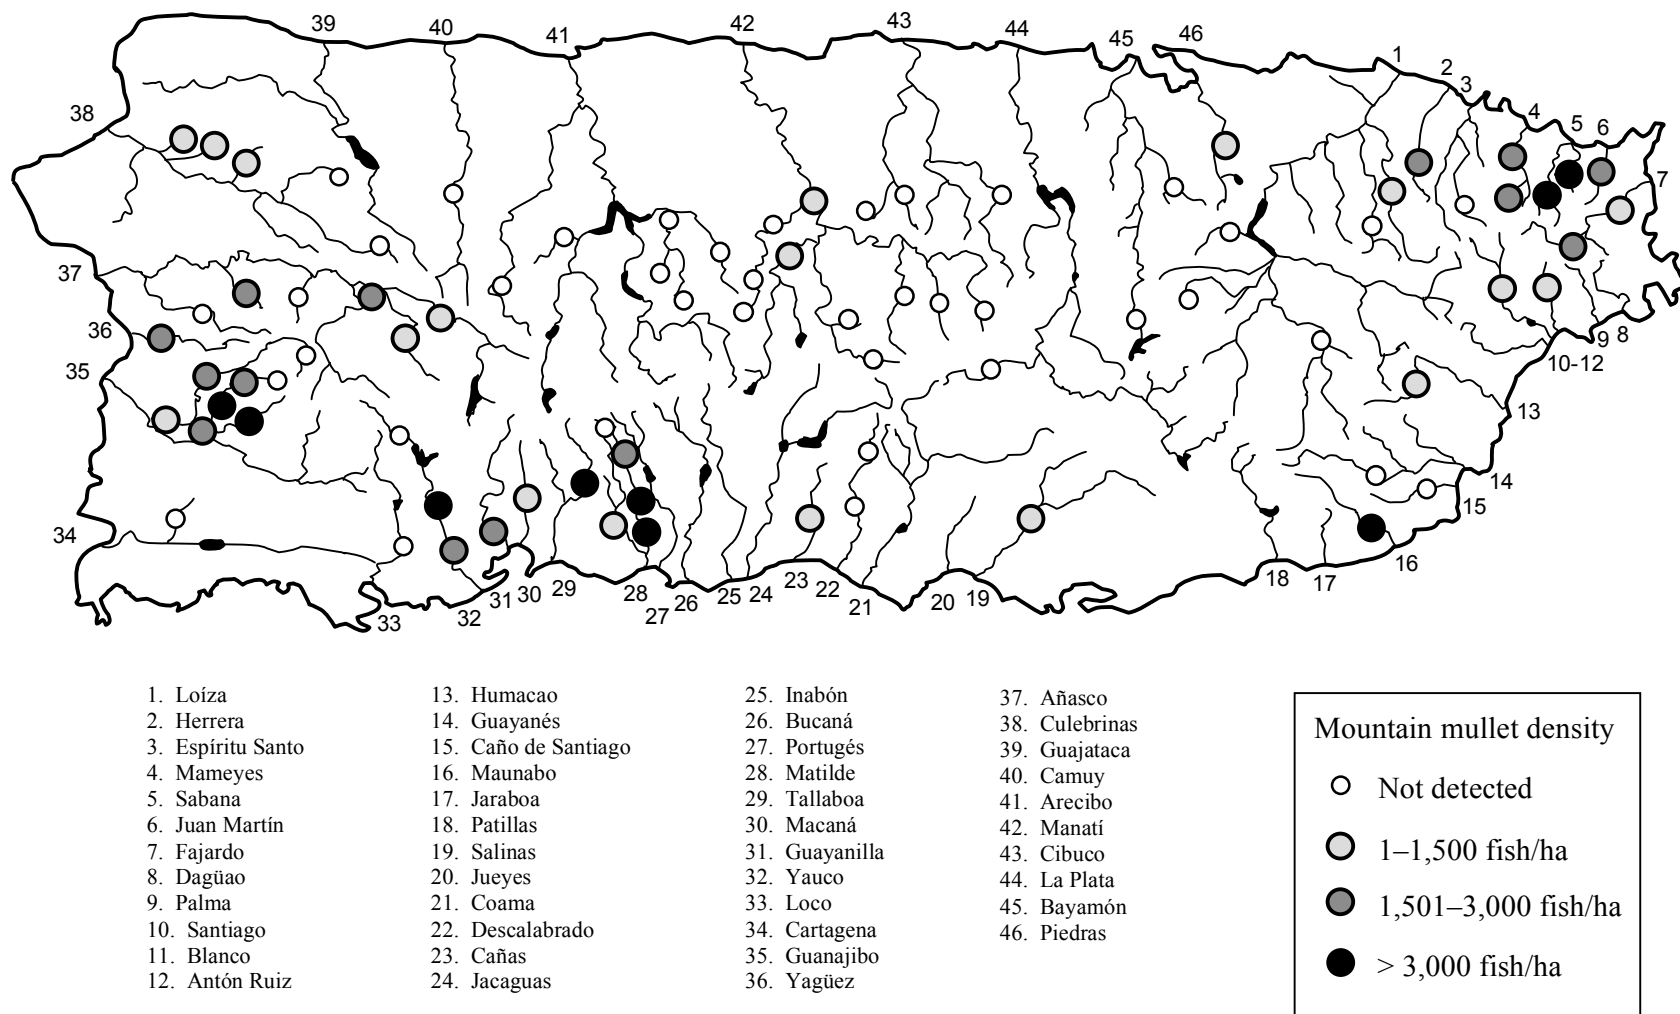 39
40
41
42
43
44
45
46
1
2
3
4
5
6
7
38
37
36
35
34
8
9
10-12
13
14
15
16
17
18
19
20
21
22
23
24
25
26
27
28
29
30
31
32
33
1. Loíza
2. Herrera
3. Espíritu Santo
4. Mameyes
5. Sabana
6. Juan Martín
7. Fajardo
8. Dagüao
9. Palma
10. Santiago
11. Blanco
12. Antón Ruiz
13. Humacao
14. Guayanés
15. Caño de Santiago
16. Maunabo
17. Jaraboa
18. Patillas
19. Salinas
20. Jueyes
21. Coama
22. Descalabrado
23. Cañas
24. Jacaguas
25. Inabón
26. Bucaná
27. Portugés
28. Matilde
29. Tallaboa
30. Macaná
31. Guayanilla
32. Yauco
33. Loco
34. Cartagena
35. Guanajibo
36. Yagüez
37. Añasco
38. Culebrinas
39. Guajataca
40. Camuy
41. Arecibo
42. Manatí
43. Cibuco
44. La Plata
45. Bayamón
46. Piedras
Mountain mullet density
Not detected
1–1,500 fish/ha
1,501–3,000 fish/ha
> 3,000 fish/ha